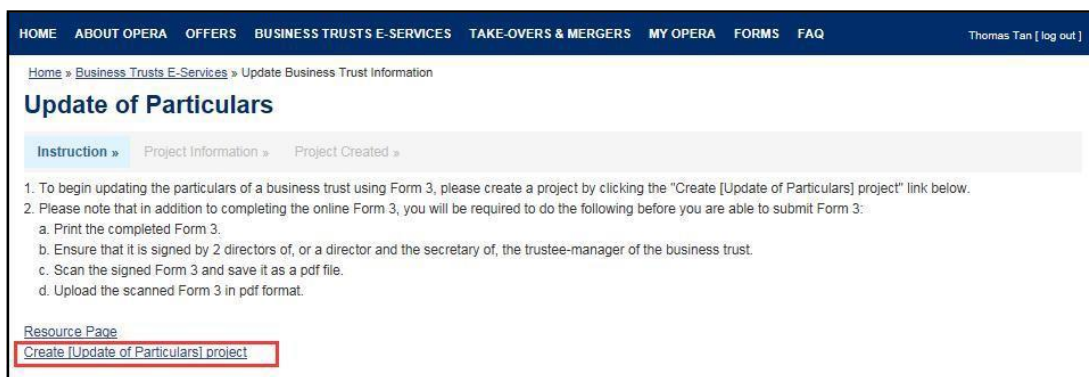 HOME ABOUT OPERA OFFERS BUSINESS TRUSTS E-SERVICES TAKE-OVERS & MERGERS MY OPERA FORMS FAQ Thomas Tan [ log out ]
Home » Business Trusts E-Services » Update Business Trust Information
Update of Particulars
Instruction » Project Information » Project Created »
1. To begin updating the particulars of a business trust using Form 3, please create a project by clicking the "Create [Update of Particulars] project" link below.
2. Please note that in addition to completing the online Form 3, you will be required to do the following before you are able to submit Form 3:
a. Print the completed Form 3.
b. Ensure that it is signed by 2 directors of, or a director and the secretary of, the trustee-manager of the business trust.
c. Scan the signed Form 3 and save it as a pdf file.
d. Upload the scanned Form 3 in pdf format.
Resource Page
Create [Update of Particulars] project